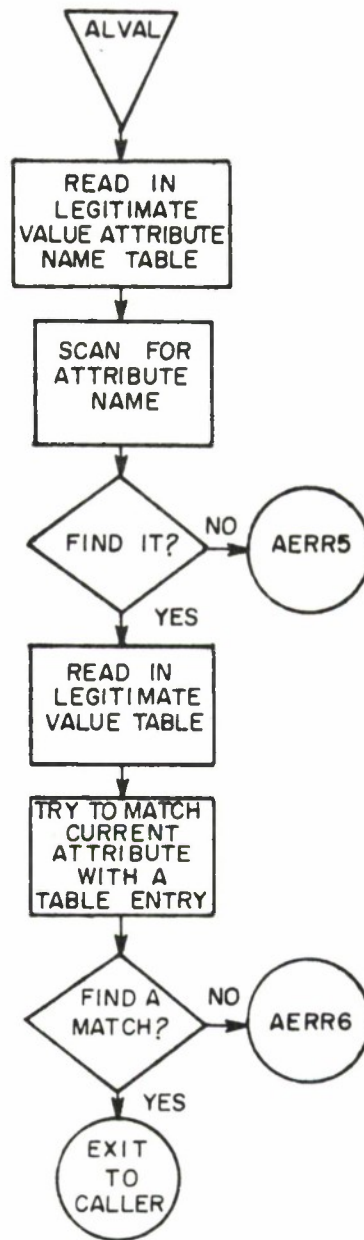 ALVAL
READ IN
LEGITIMATE
VALUE ATTRIBUTE
NAME TABLE
SCAN FOR
ATTRIBUTE
NAME
FIND IT?
NO
AERR5
YES
READ IN
LEGITIMATE
VALUE TABLE
TRY TO MATCH
CURRENT
ATTRIBUTE
WITH A
TABLE ENTRY
FIND A
MATCH?
NO
AERR6
YES
EXIT
TO
CALLER